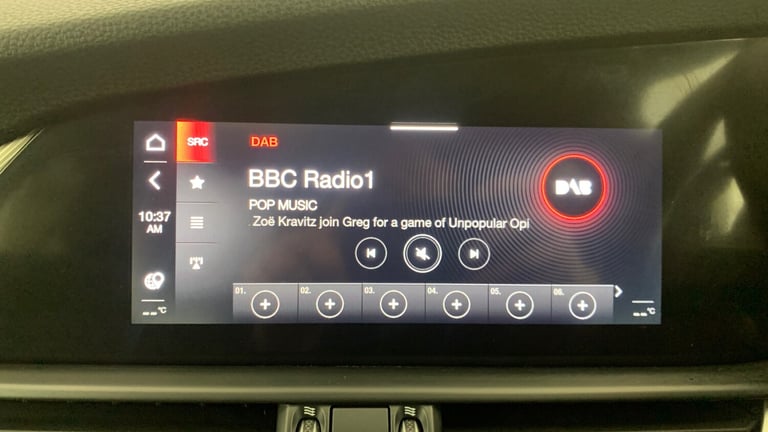 SRC
DAB
BBC Radio1
POP MUSIC
Zoë Kravitz join Greg for a game of Unpopular Opi
DAB
10:37
AM
01.
02.
03.
04.
05.
06.
--°C
--°C